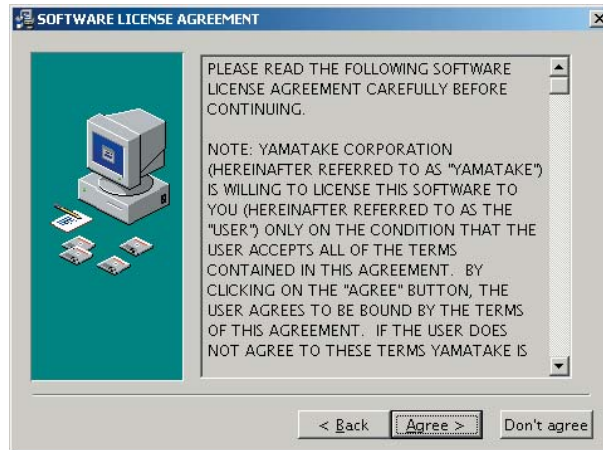 SOFTWARE LICENSE AGREEMENT
PLEASE READ THE FOLLOWING SOFTWARE
LICENSE AGREEMENT CAREFULLY BEFORE
CONTINUING.
NOTE: YAMATAKE CORPORATION
(HEREINAFTER REFERRED TO AS "YAMATAKE")
IS WILLING TO LICENSE THIS SOFTWARE TO
YOU (HEREINAFTER REFERRED TO AS THE
"USER") ONLY ON THE CONDITION THAT THE
USER ACCEPTS ALL OF THE TERMS
CONTAINED IN THIS AGREEMENT. BY
CLICKING ON THE "AGREE" BUTTON, THE
USER AGREES TO BE BOUND BY THE TERMS
OF THIS AGREEMENT. IF THE USER DOES
NOT AGREE TO THESE TERMS YAMATAKE IS
< Back Agree > Don't agree